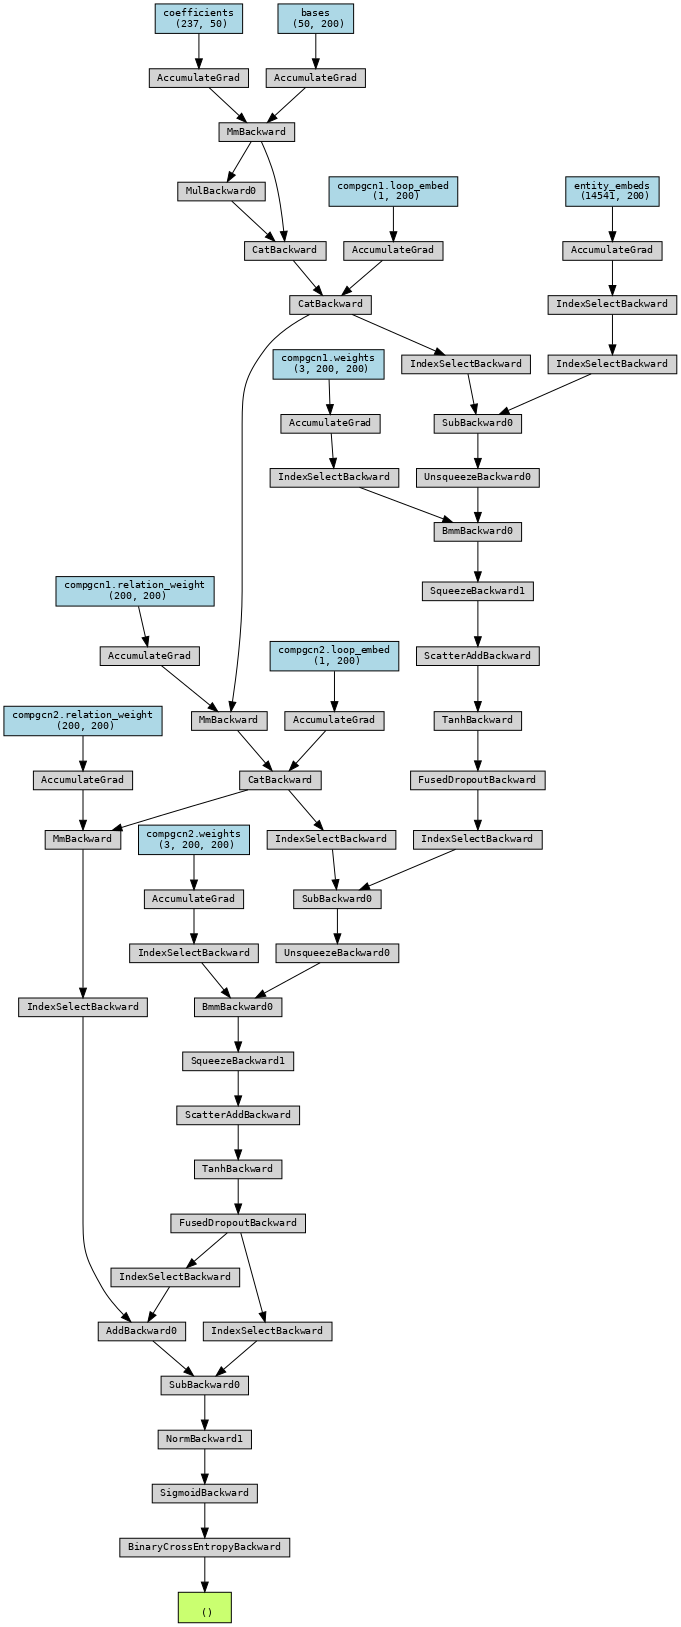 coefficients
(237, 50)
bases
(50, 200)
AccumulateGrad
AccumulateGrad
MmBackward
MulBackward0
compgcn1.loop_embed
(1, 200)
entity_embeds
(14541, 200)
CatBackward
AccumulateGrad
AccumulateGrad
CatBackward
IndexSelectBackward
compgcn1.weights
(3, 200, 200)
IndexSelectBackward
IndexSelectBackward
AccumulateGrad
SubBackward0
IndexSelectBackward
UnsqueezeBackward0
BmmBackward0
compgcn1.relation_weight
(200, 200)
SqueezeBackward1
compgcn2.loop_embed
(1, 200)
AccumulateGrad
ScatterAddBackward
compgcn2.relation_weight
(200, 200)
MmBackward
AccumulateGrad
TanhBackward
AccumulateGrad
CatBackward
FusedDropoutBackward
MmBackward
compgcn2.weights
(3, 200, 200)
IndexSelectBackward
IndexSelectBackward
AccumulateGrad
SubBackward0
IndexSelectBackward
UnsqueezeBackward0
IndexSelectBackward
BmmBackward0
SqueezeBackward1
ScatterAddBackward
TanhBackward
FusedDropoutBackward
IndexSelectBackward
AddBackward0
IndexSelectBackward
SubBackward0
NormBackward1
SigmoidBackward
BinaryCrossEntropyBackward
()